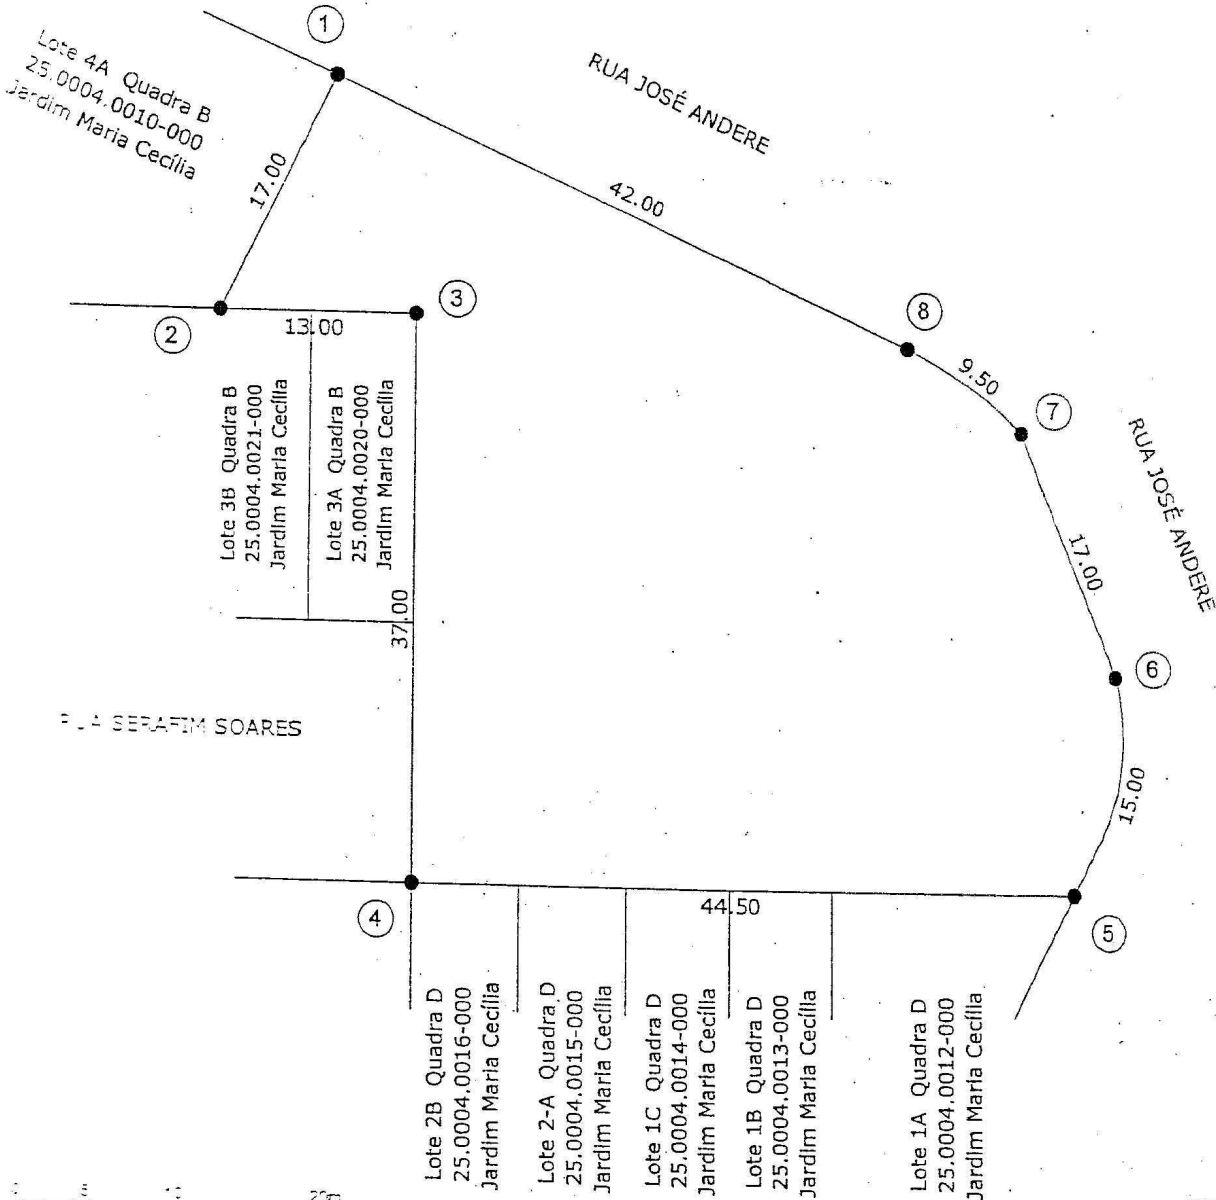 1
Lote 4A Quadra B
25.0004.0010-000
Jardim Maria Cecília
RUA JOSÉ ANDERE
17.00
42.00
2
13.00
3
8
9.50
7
Lote 3B Quadra B
25.0004.0021-000
Jardim Maria Cecília
Lote 3A Quadra B
25.0004.0020-000
Jardim Maria Cecília
RUA JOSÉ ANDERE
17.00
37.00
6
RUA SERAFIM SOARES
15.00
4
44.50
5
Lote 2B Quadra D
25.0004.0016-000
Jardim Maria Cecília
Lote 2-A Quadra D
25.0004.0015-000
Jardim Maria Cecília
Lote 1C Quadra D
25.0004.0014-000
Jardim Maria Cecília
Lote 1B Quadra D
25.0004.0013-000
Jardim Maria Cecília
Lote 1A Quadra D
25.0004.0012-000
Jardim Maria Cecília